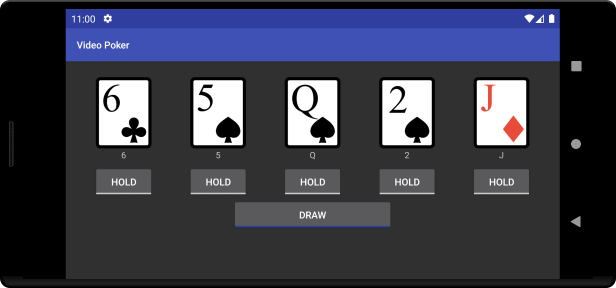 11:00
Video Poker
6 5 Q 2 J
6 5 Q 2 J
HOLD HOLD HOLD HOLD HOLD
DRAW